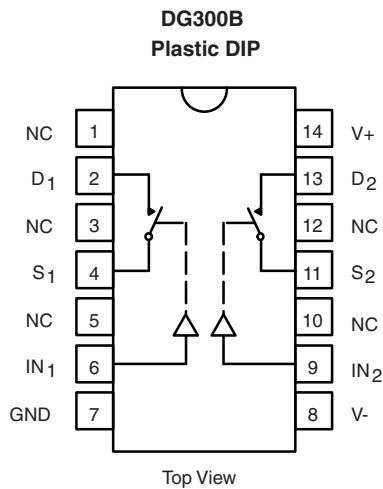 DG300B
Plastic DIP
NC 1 14 V+
D1 2 13 D2
NC 3 12 NC
S1 4 11 S2
NC 5 10 NC
IN1 6 9 IN2
GND 7 8 V-
Top View